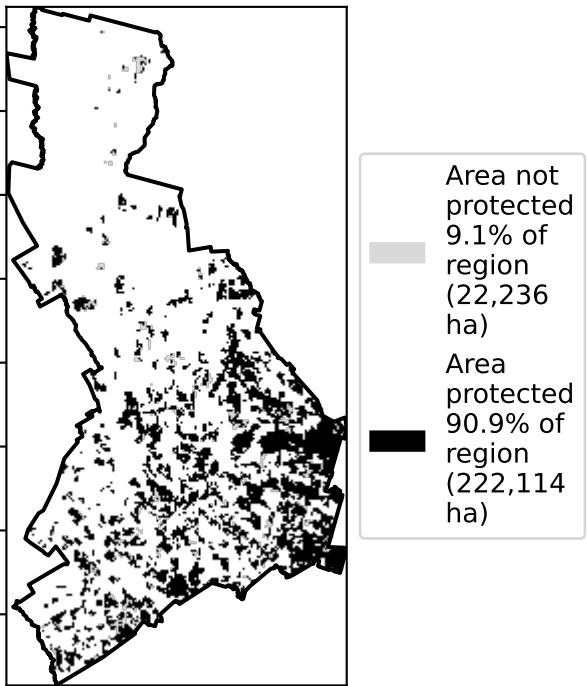 Area not
protected
9.1% of
region
(22,236
ha)
Area
protected
90.9% of
region
(222,114
ha)